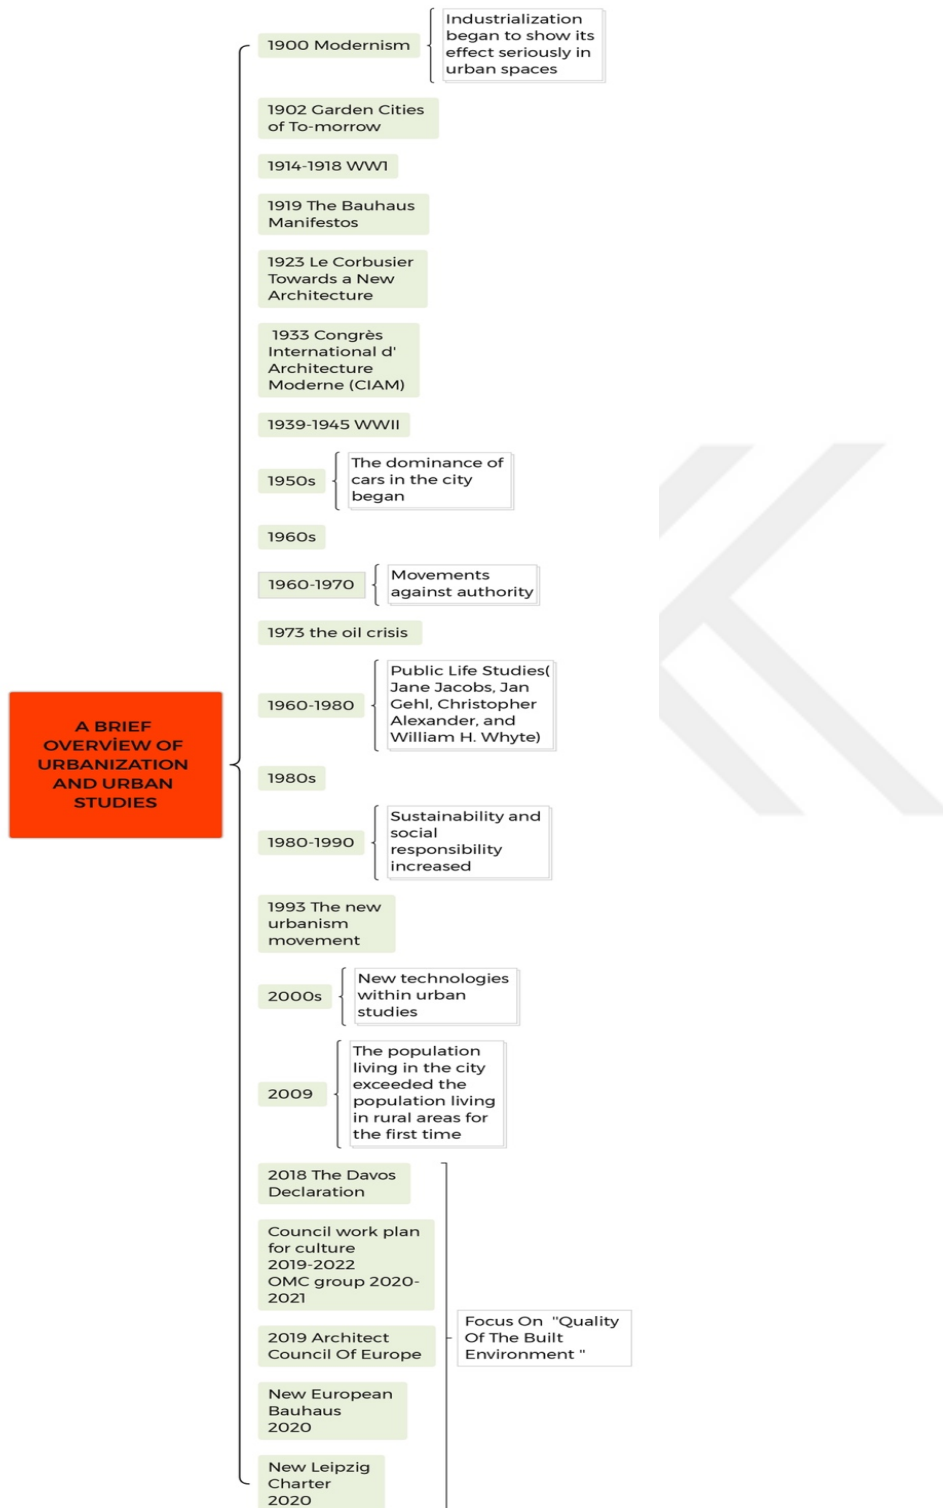 A BRIEF
OVERVİEW OF
URBANIZATION
AND URBAN
STUDIES
1900 Modernism
Industrialization
began to show its
effect seriously in
urban spaces
1902 Garden Cities
of To-morrow
1914-1918 WW1
1919 The Bauhaus
Manifestos
1923 Le Corbusier
Towards a New
Architecture
1933 Congrès
International d'
Architecture
Moderne (CIAM)
1939-1945 WWII
1950s
The dominance of
cars in the city
began
1960s
1960-1970
Movements
against authority
1973 the oil crisis
1960-1980
Public Life Studies(
Jane Jacobs, Jan
Gehl, Christopher
Alexander, and
William H. Whyte)
1980s
1980-1990
Sustainability and
social
responsibility
increased
1993 The new
urbanism
movement
2000s
New technologies
within urban
studies
2009
The population
living in the city
exceeded the
population living
in rural areas for
the first time
2018 The Davos
Declaration
Council work plan
for culture
2019-2022
OMC group 2020-
2021
2019 Architect
Council Of Europe
New European
Bauhaus
2020
New Leipzig
Charter
2020
Focus On "Quality
Of The Built
Environment "